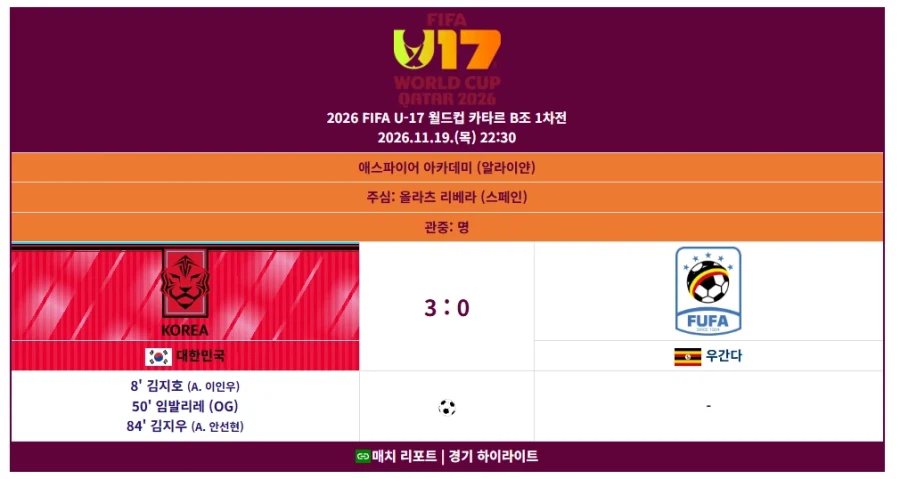 FIFA
U17
WORLD CUP
QATAR 2026
2026 FIFA U-17 월드컵 카타르 B조 1차전
2026.11.19.(목) 22:30
애스파이어 아카데미 (알라이얀)
주심: 올라츠 리베라 (스페인)
관중: 명
KOREA
3 : 0
FUFA
대한민국
우간다
8' 김지호 (A. 이인우)
50' 임발리레 (OG)
84' 김지우 (A. 안선현)
-
매치 리포트 | 경기 하이라이트